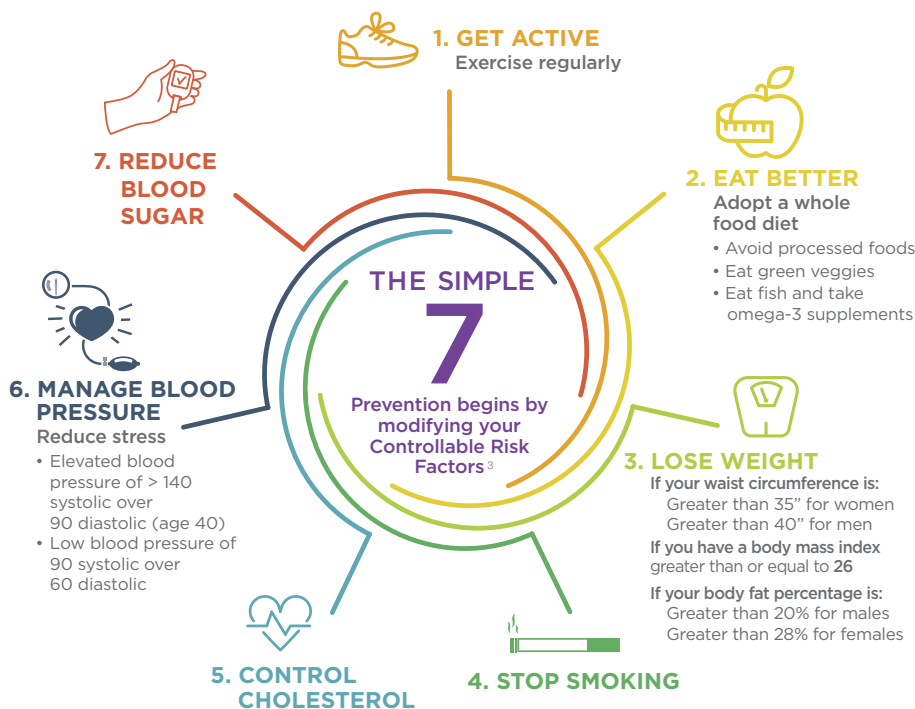 THE SIMPLE
7
Prevention begins by
modifying your
Controllable Risk
Factors 3
1. GET ACTIVE
Exercise regularly
2. EAT BETTER
Adopt a whole
food diet
• Avoid processed foods
• Eat green veggies
• Eat fish and take
omega-3 supplements
3. LOSE WEIGHT
If your waist circumference is:
Greater than 35” for women
Greater than 40” for men
If you have a body mass index
greater than or equal to 26
If your body fat percentage is:
Greater than 20% for males
Greater than 28% for females
4. STOP SMOKING
5. CONTROL
CHOLESTEROL
6. MANAGE BLOOD
PRESSURE
Reduce stress
• Elevated blood
pressure of > 140
systolic over
90 diastolic (age 40)
• Low blood pressure of
90 systolic over
60 diastolic
7. REDUCE
BLOOD
SUGAR